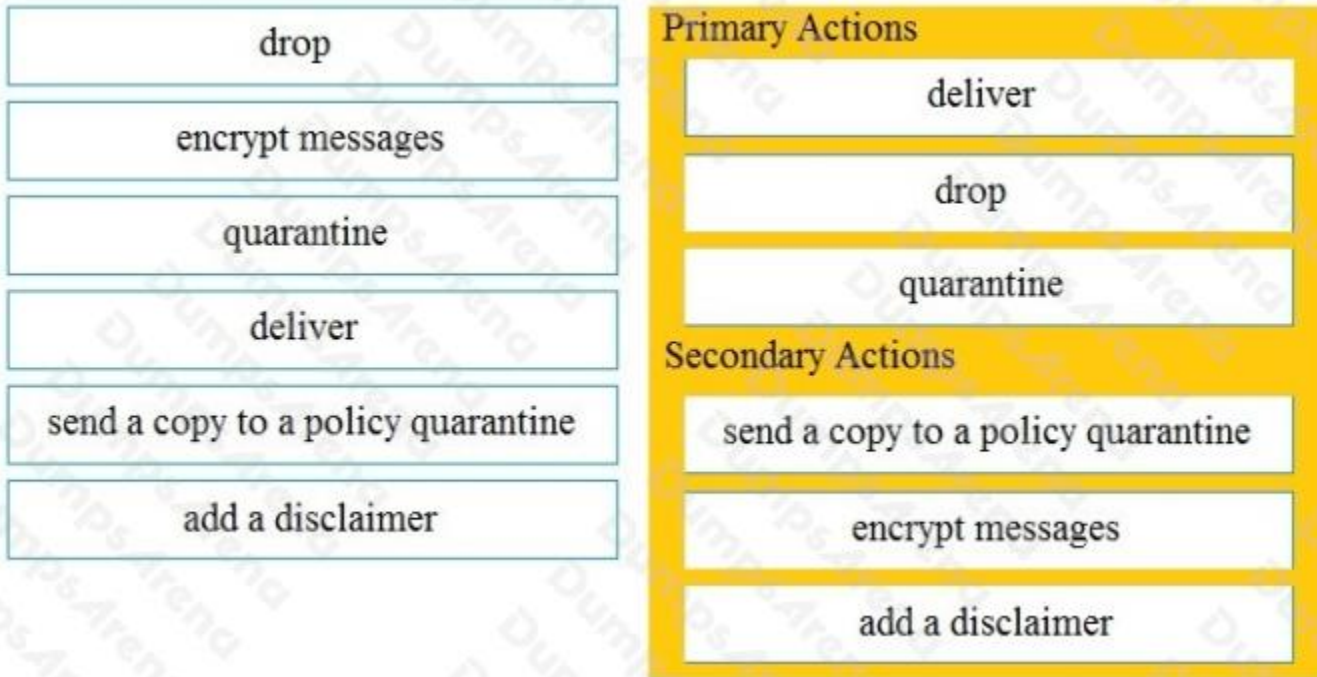 drop
encrypt messages
quarantine
deliver
send a copy to a policy quarantine
add a disclaimer
Primary Actions
deliver
drop
quarantine
Secondary Actions
send a copy to a policy quarantine
encrypt messages
add a disclaimer
DumpsArena